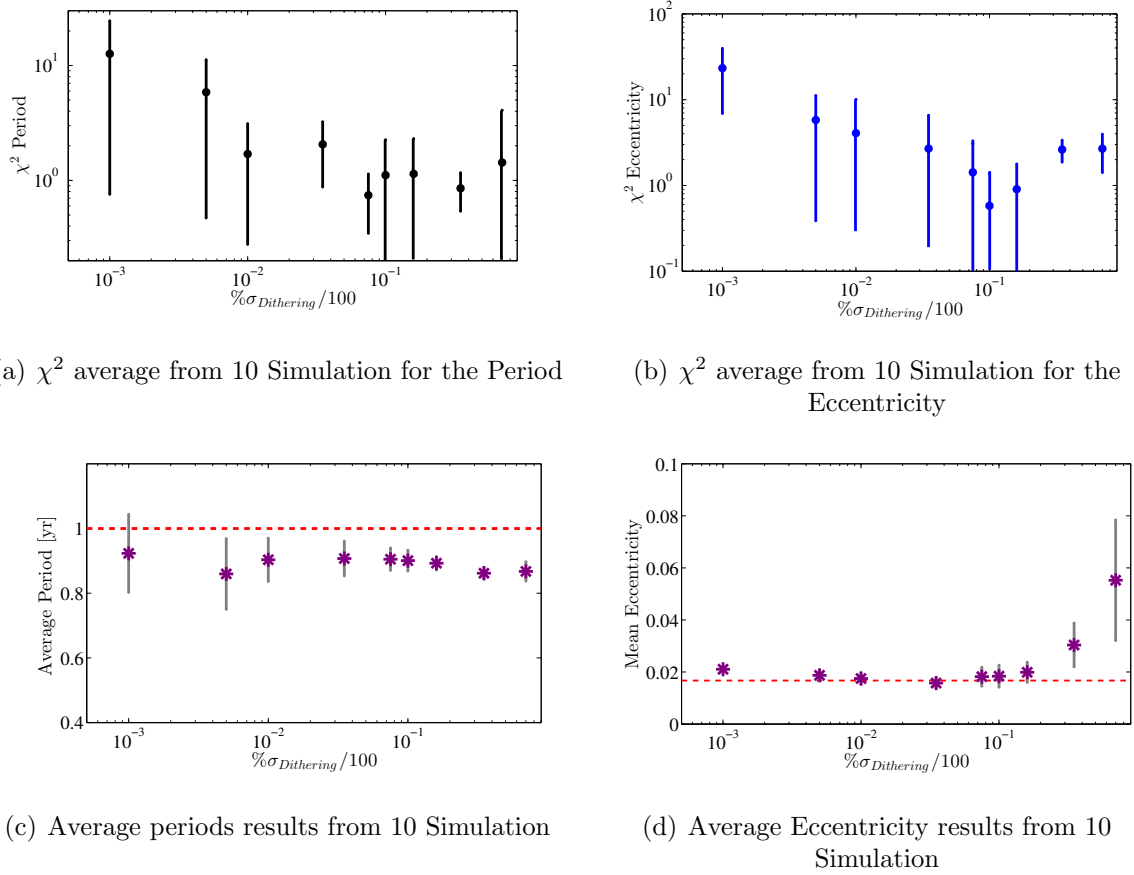 10^1
10^0
χ² Period
10^-3
10^-2
10^-1
%σ_Dithering/100
10^2
10^1
10^0
10^-1
χ² Eccentricity
10^-3
10^-2
10^-1
%σ_Dithering/100
a) χ² average from 10 Simulation for the Period
(b) χ² average from 10 Simulation for the
Eccentricity
1
0.8
0.6
0.4
Average Period [yr]
10^-3
10^-2
10^-1
%σ_Dithering/100
0.1
0.08
0.06
0.04
0.02
0
Mean Eccentricity
10^-3
10^-2
10^-1
%σ_Dithering/100
(c) Average periods results from 10 Simulation
(d) Average Eccentricity results from 10
Simulation